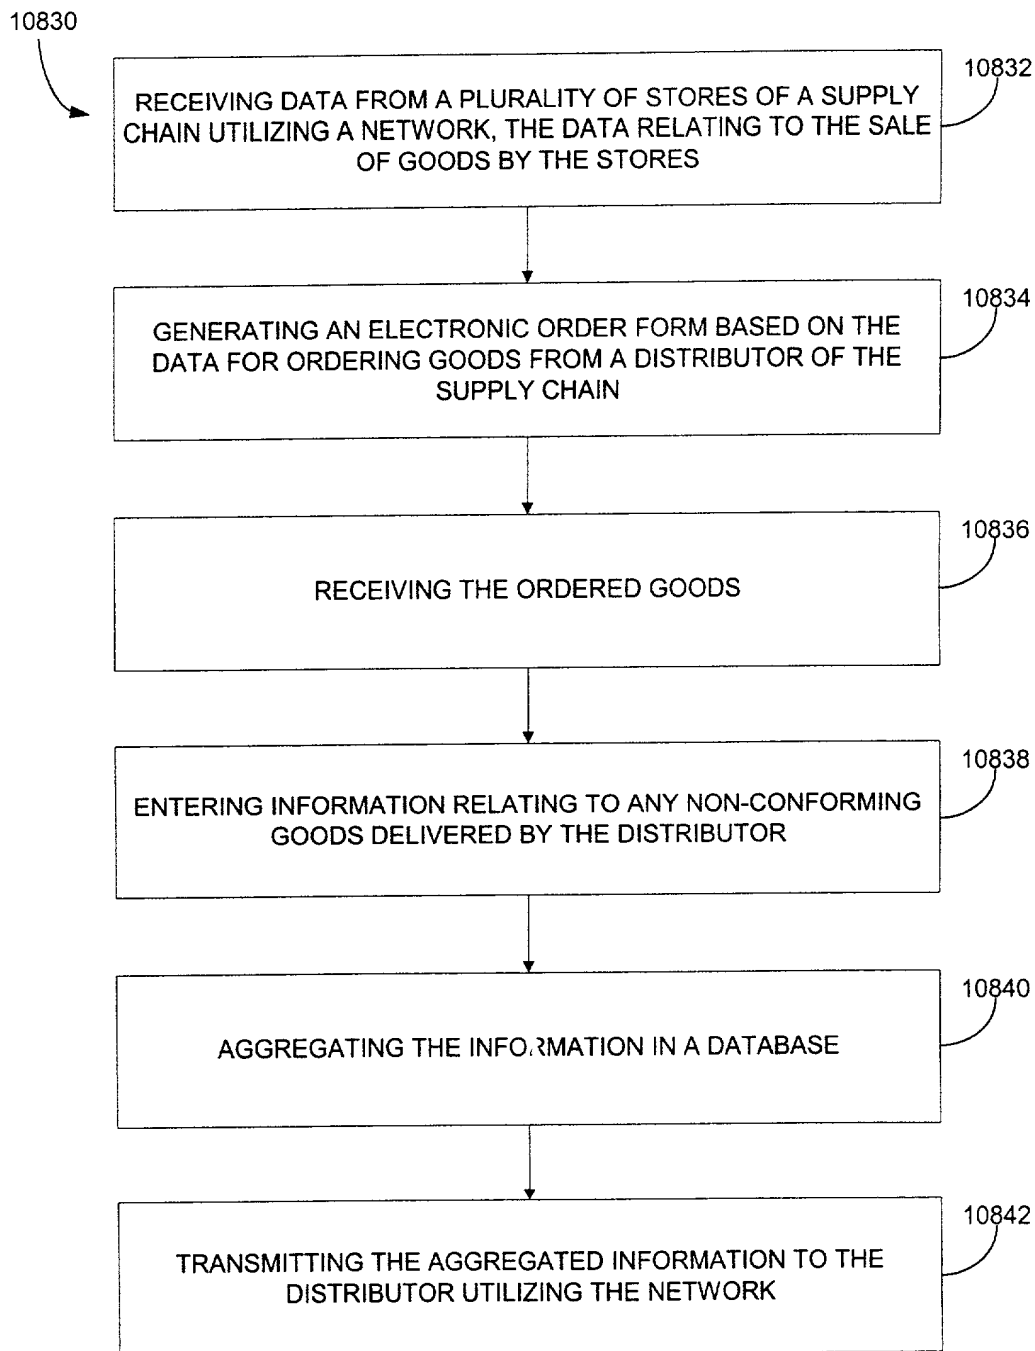 10830
10832
RECEIVING DATA FROM A PLURALITY OF STORES OF A SUPPLY
CHAIN UTILIZING A NETWORK, THE DATA RELATING TO THE SALE
OF GOODS BY THE STORES
10834
GENERATING AN ELECTRONIC ORDER FORM BASED ON THE
DATA FOR ORDERING GOODS FROM A DISTRIBUTOR OF THE
SUPPLY CHAIN
10836
RECEIVING THE ORDERED GOODS
10838
ENTERING INFORMATION RELATING TO ANY NON-CONFORMING
GOODS DELIVERED BY THE DISTRIBUTOR
10840
AGGREGATING THE INFORMATION IN A DATABASE
10842
TRANSMITTING THE AGGREGATED INFORMATION TO THE
DISTRIBUTOR UTILIZING THE NETWORK